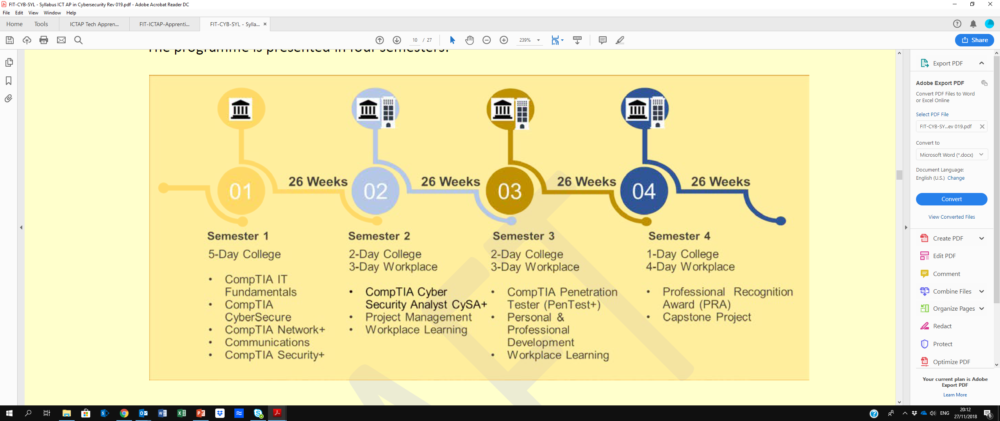 FIT-CYB-SYL - Syllabus ICT AP in Cybersecurity Rev 019.pdf - Adobe Acrobat Reader DC
File Edit View Window Help
Home Tools ICTAP Tech Appren... FIT-ICTAP-Apprenti... FIT-CYB-SYL - Sylla...
10 / 27 239% Share
The programme is presented in four semesters:
01 26 Weeks 02 26 Weeks 03 26 Weeks 04 26 Weeks
Semester 1
5-Day College
• CompTIA IT
Fundamentals
• CompTIA
CyberSecure
• CompTIA Network+
• Communications
• CompTIA Security+
Semester 2
2-Day College
3-Day Workplace
• CompTIA Cyber
Security Analyst CySA+
• Project Management
• Workplace Learning
Semester 3
2-Day College
3-Day Workplace
• CompTIA Penetration
Tester (PenTest+)
• Personal &
Professional
Development
• Workplace Learning
Semester 4
1-Day College
4-Day Workplace
• Professional Recognition
Award (PRA)
• Capstone Project
Export PDF
Adobe Export PDF
Convert PDF Files to Word
or Excel Online
Select PDF File
FIT-CYB-SY...ev 019.pdf
Convert to
Microsoft Word (*.docx)
Document Language:
English (U.S.) Change
Convert
View Converted Files
Create PDF
Edit PDF
Comment
Combine Files
Organize Pages
Redact
Protect
Optimize PDF
Your current plan is Adobe
Export PDF
Learn More
ENG
20:12
27/11/2018
6